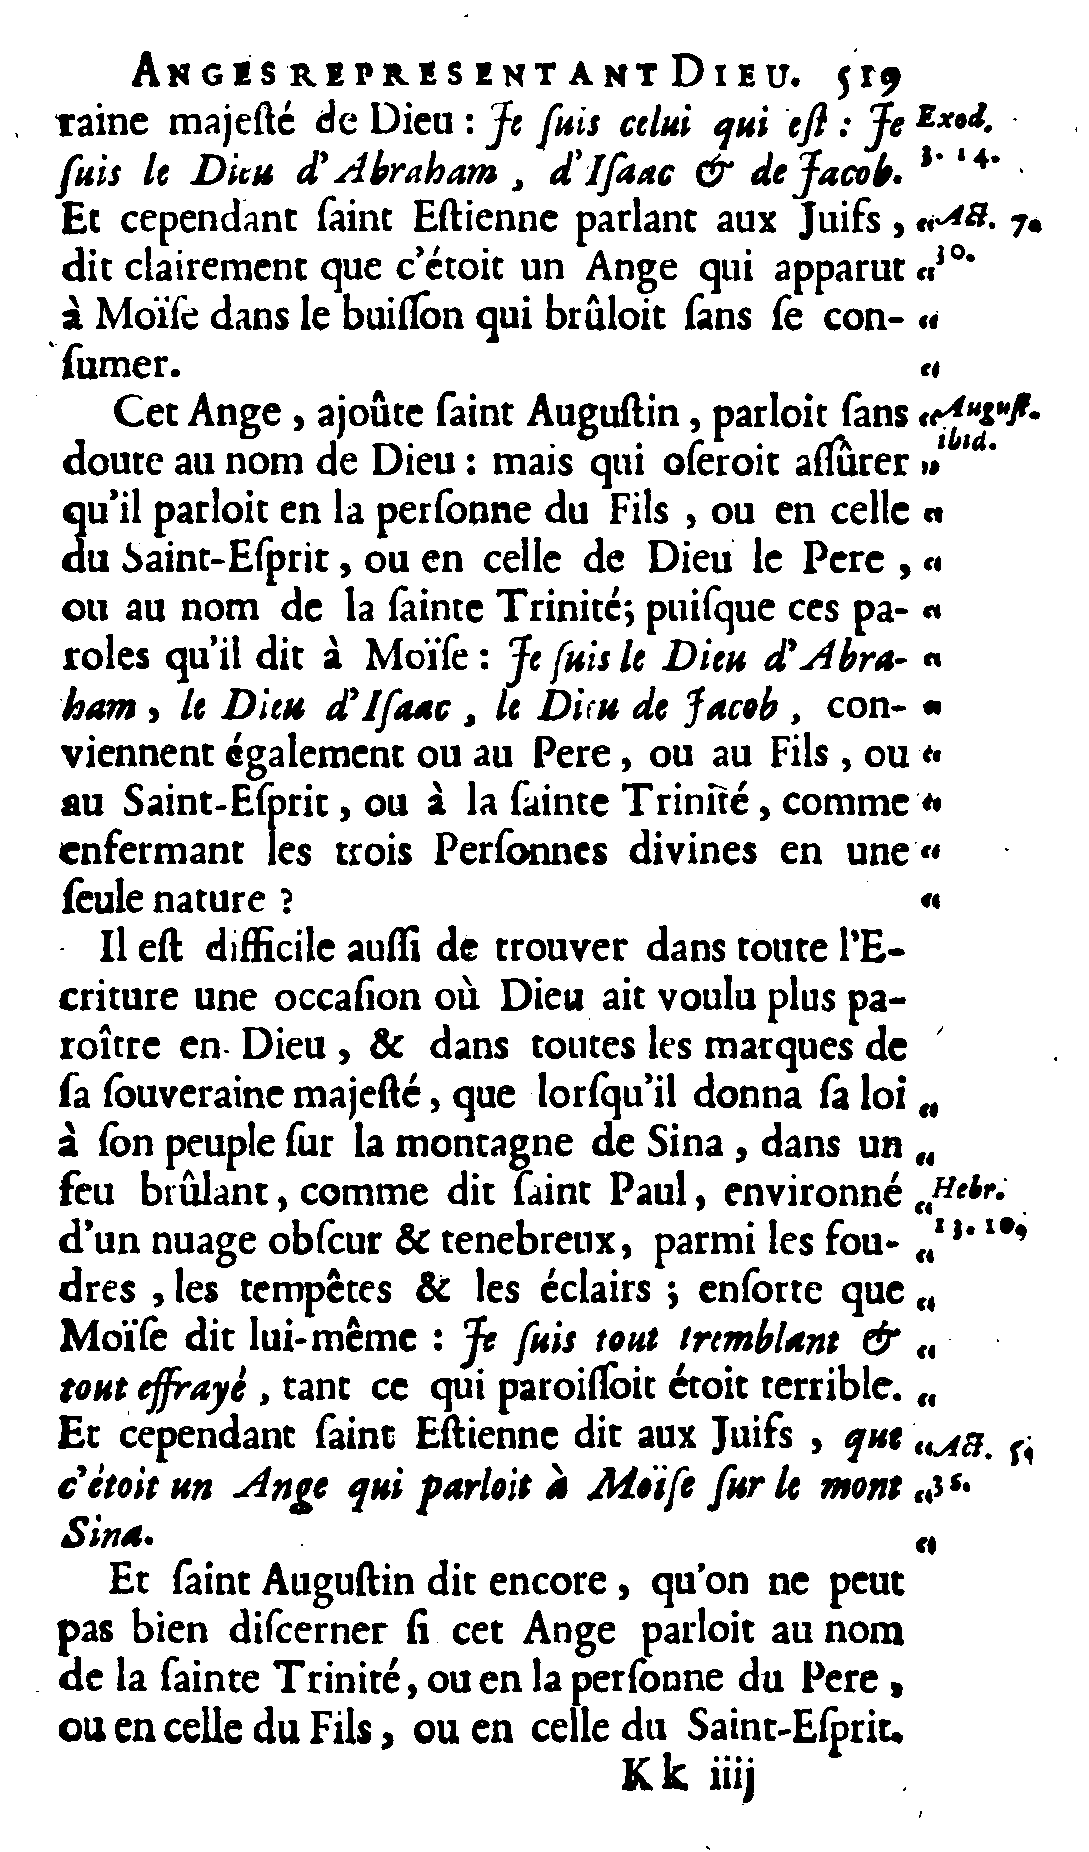 ANGES REPRESENTANT DIEU. 519
raine majeſté de Dieu : Je ſuis celui qui eſt : Je Exod.
ſuis le Dieu d'Abraham , d'Iſaac & de Jacob. 3. 14.
Et cependant ſaint Eſtienne parlant aux Juifs , “ Act. 7.
dit clairement que c'étoit un Ange qui apparut “ 30.
à Moïſe dans le buiſſon qui brûloit ſans ſe con- “
ſumer. “
Cet Ange , ajoûte ſaint Auguſtin , parloit ſans “ Auguſt.
doute au nom de Dieu : mais qui oſeroit aſſûrer „ ibid.
qu'il parloit en la perſonne du Fils , ou en celle “
du Saint-Eſprit , ou en celle de Dieu le Pere , “
ou au nom de la ſainte Trinité; puiſque ces pa- “
roles qu'il dit à Moïſe : Je ſuis le Dieu d'Abra- “
ham , le Dieu d'Iſaac , le Dieu de Jacob , con- “
viennent également ou au Pere , ou au Fils , ou “
au Saint-Eſprit , ou à la ſainte Trinité , comme “
enfermant les trois Perſonnes divines en une “
ſeule nature ? “
Il eſt difficile auſſi de trouver dans toute l'E-
criture une occaſion où Dieu ait voulu plus pa-
roître en Dieu , & dans toutes les marques de
ſa ſouveraine majeſté , que lorſqu'il donna ſa loi “
à ſon peuple ſur la montagne de Sina , dans un “
feu brûlant , comme dit ſaint Paul , environné “ Hebr.
d'un nuage obſcur & tenebreux , parmi les fou- “ 13. 10,
dres , les tempêtes & les éclairs ; enſorte que “
Moïſe dit lui-même : Je ſuis tout tremblant & “
tout effrayé , tant ce qui paroiſſoit étoit terrible. “
Et cependant ſaint Eſtienne dit aux Juifs , que “ Act. 5,
c'étoit un Ange qui parloit à Moïſe ſur le mont “ 35.
Sina. “
Et ſaint Auguſtin dit encore , qu'on ne peut
pas bien diſcerner ſi cet Ange parloit au nom
de la ſainte Trinité , ou en la perſonne du Pere ,
ou en celle du Fils , ou en celle du Saint-Eſprit.
K k iiij